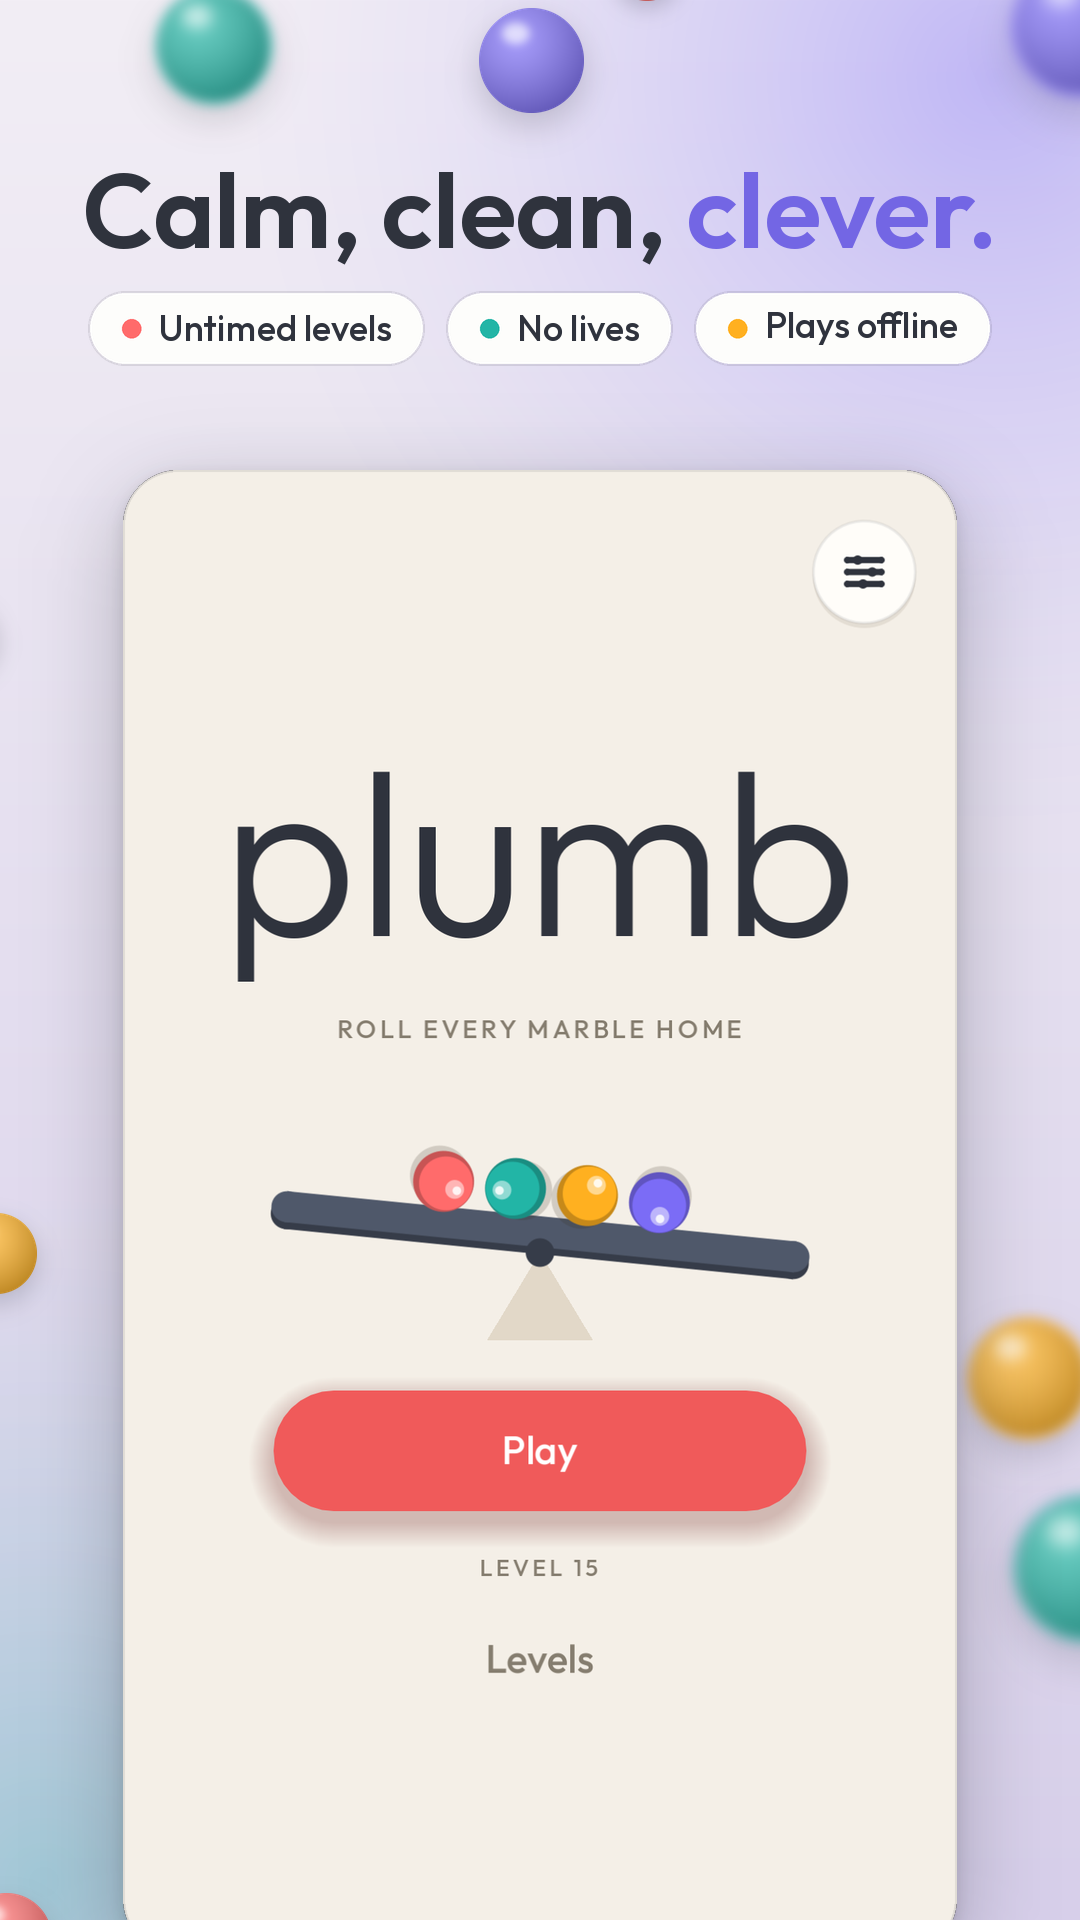 Calm, clean, clever.
Untimed levels
No lives
Plays offline
plumb
ROLL EVERY MARBLE HOME
Play
LEVEL 15
Levels